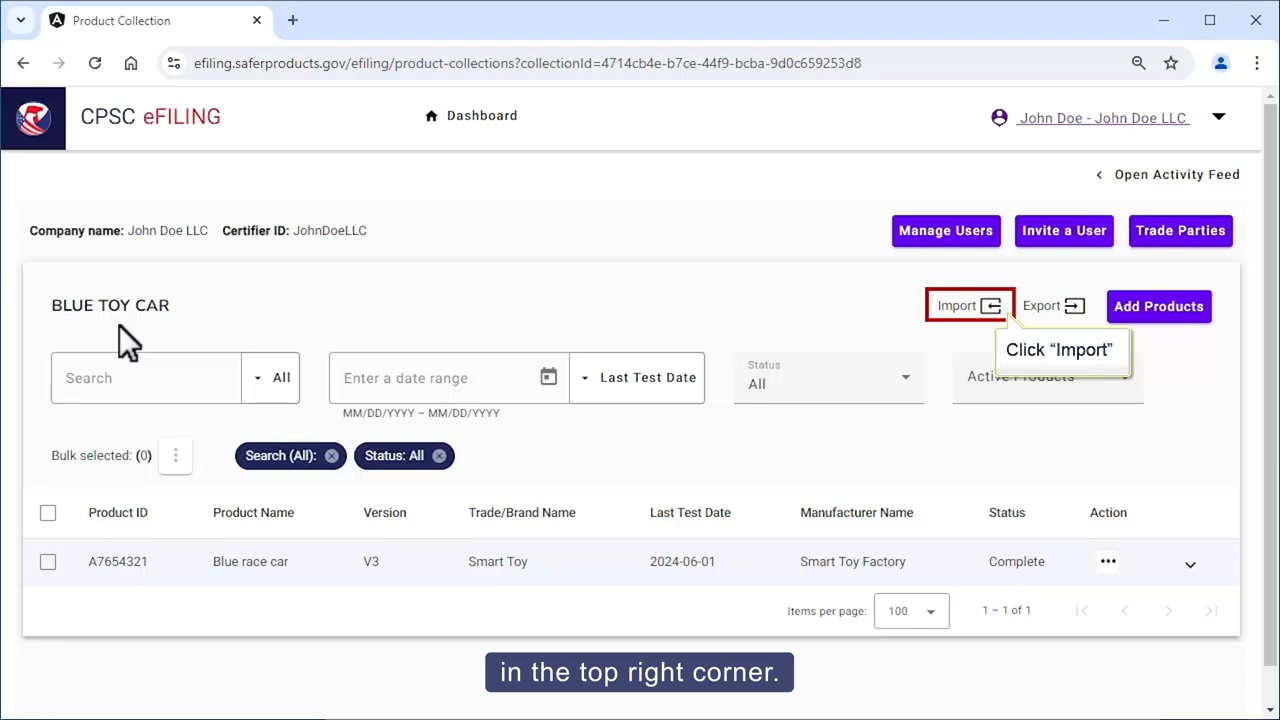 Product Collection
efiling.saferproducts.gov/efiling/product-collections?collectionId=4714cb4e-b7ce-44f9-bcba-9d0c659253d8
CPSC eFILING
Dashboard
John Doe - John Doe LLC
Open Activity Feed
Company name: John Doe LLC Certifier ID: JohnDoeLLC
Manage Users
Invite a User
Trade Parties
BLUE TOY CAR
Import
Export
Add Products
Click “Import”
Search
All
Enter a date range
Last Test Date
Status
All
Active Products
MM/DD/YYYY – MM/DD/YYYY
Bulk selected: (0)
Search (All):
Status: All
Product ID Product Name Version Trade/Brand Name Last Test Date Manufacturer Name Status Action
A7654321 Blue race car V3 Smart Toy 2024-06-01 Smart Toy Factory Complete
Items per page: 100 1 – 1 of 1
in the top right corner.